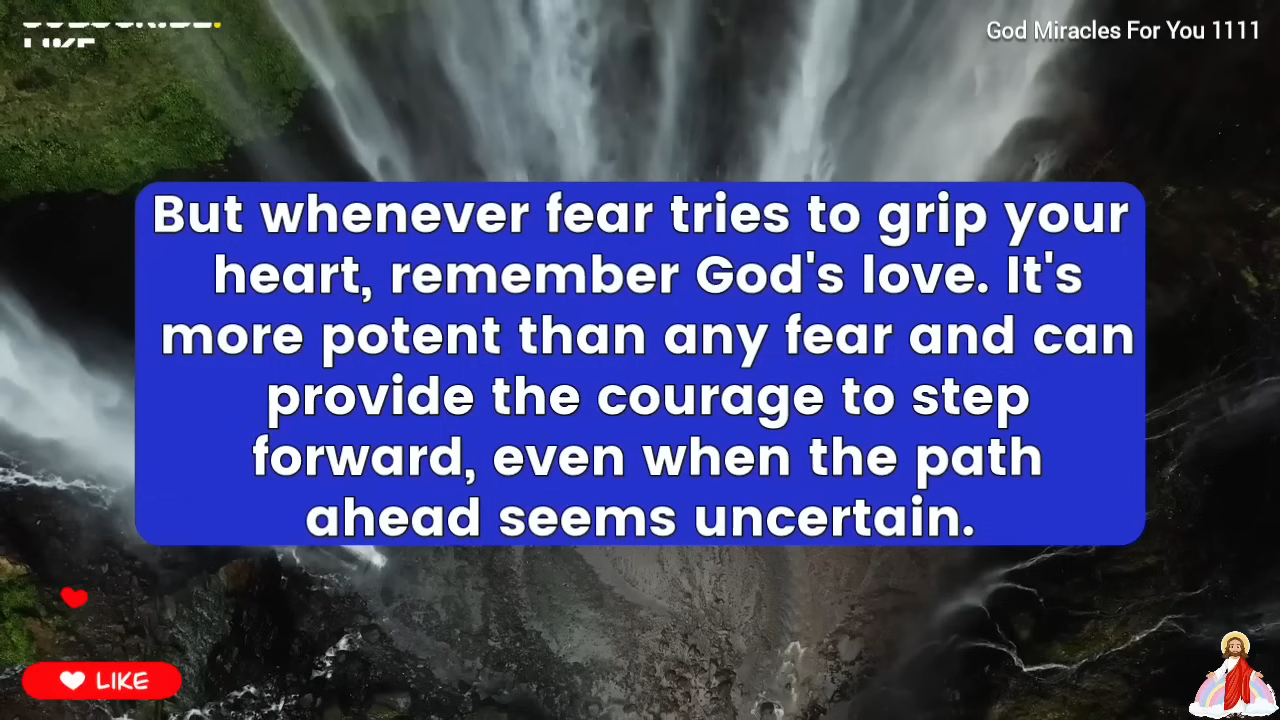 God Miracles For You 1111
But whenever fear tries to grip your
heart, remember God's love. It's
more potent than any fear and can
provide the courage to step
forward, even when the path
ahead seems uncertain.
LIKE